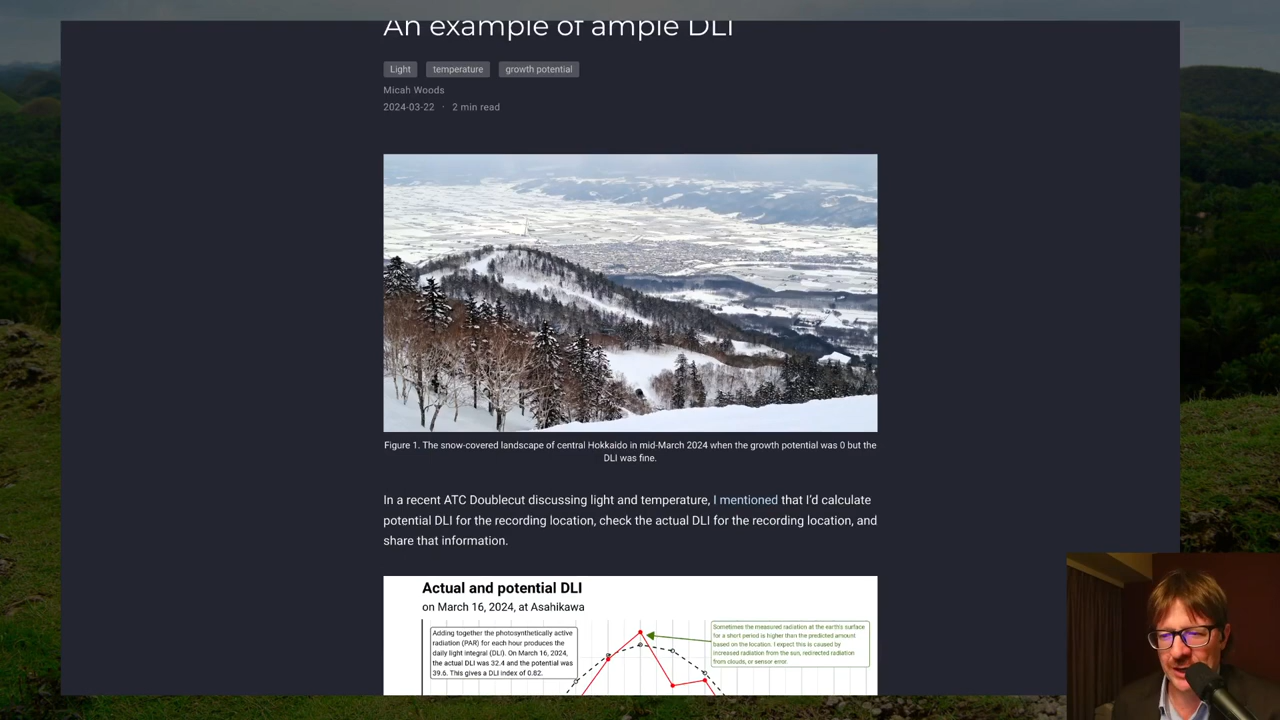 An example of ample DLI
Light temperature growth potential
Micah Woods
2024-03-22 · 2 min read
Figure 1. The snow-covered landscape of central Hokkaido in mid-March 2024 when the growth potential was 0 but the
DLI was fine.
In a recent ATC Doublecut discussing light and temperature, I mentioned that I'd calculate
potential DLI for the recording location, check the actual DLI for the recording location, and
share that information.
Actual and potential DLI
on March 16, 2024, at Asahikawa
Adding together the photosynthetically active
radiation (PAR) for each hour produces the
daily light integral (DLI). On March 16, 2024,
the actual DLI was 32.4 and the potential was
39.6. This gives a DLI index of 0.82.
Sometimes the measured radiation at the earth's surface
for a short period is higher than the predicted amount
based on the location. I expect this is caused by
increased radiation from the sun, redirected radiation
from clouds, or sensor error.